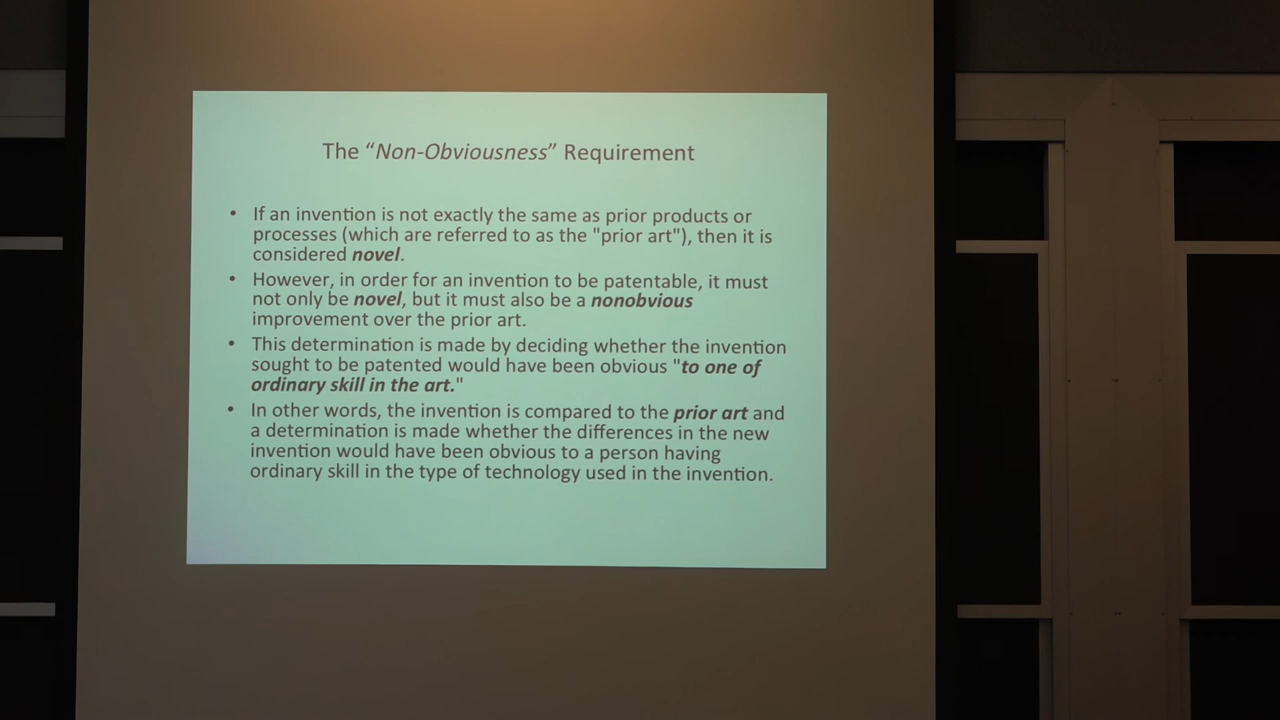 The “Non-Obviousness” Requirement
• If an invention is not exactly the same as prior products or
processes (which are referred to as the "prior art"), then it is
considered novel.
• However, in order for an invention to be patentable, it must
not only be novel, but it must also be a nonobvious
improvement over the prior art.
• This determination is made by deciding whether the invention
sought to be patented would have been obvious "to one of
ordinary skill in the art."
• In other words, the invention is compared to the prior art and
a determination is made whether the differences in the new
invention would have been obvious to a person having
ordinary skill in the type of technology used in the invention.